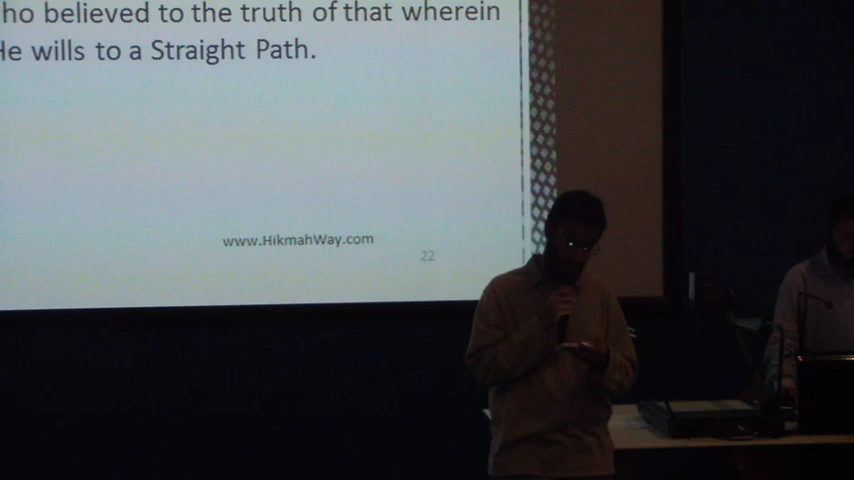 ho believed to the truth of that wherein
He wills to a Straight Path.
www.HikmahWay.com
22